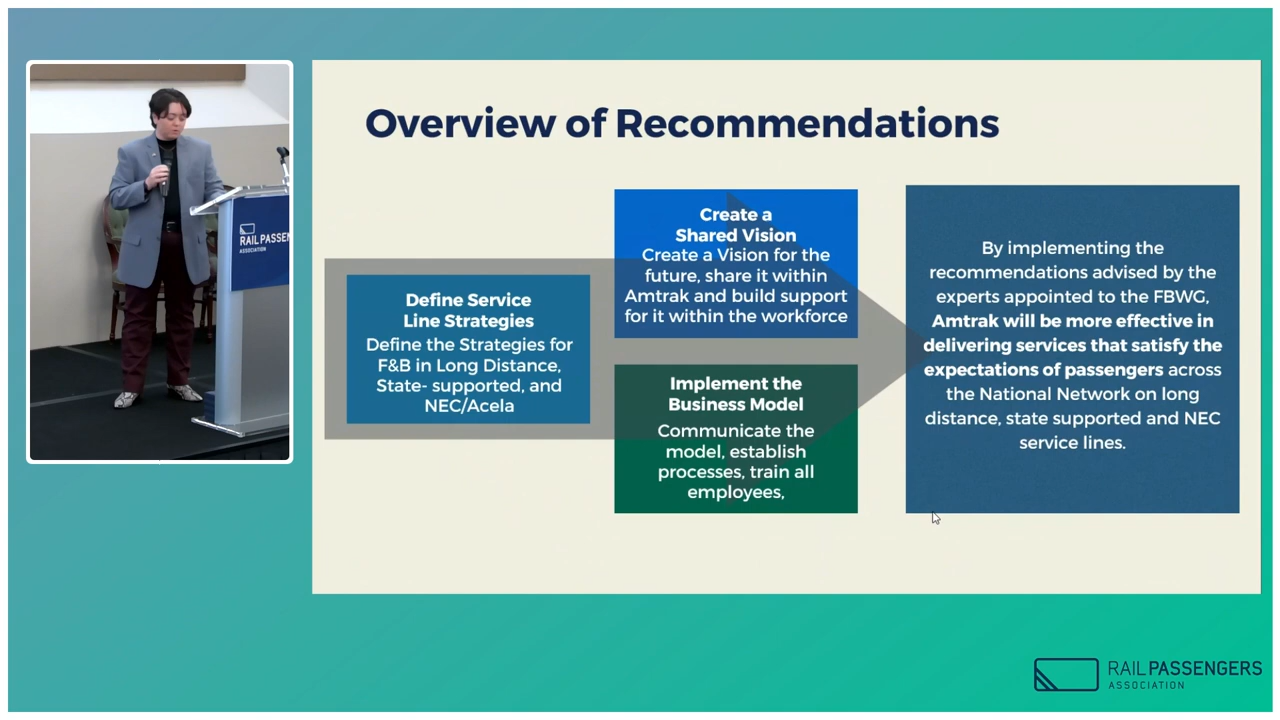 Overview of Recommendations
Define Service
Line Strategies
Define the Strategies for
F&B in Long Distance,
State- supported, and
NEC/Acela
Create a
Shared Vision
Create a Vision for the
future, share it within
Amtrak and build support
for it within the workforce
Implement the
Business Model
Communicate the
model, establish
processes, train all
employees,
By implementing the
recommendations advised by the
experts appointed to the FBWG,
Amtrak will be more effective in
delivering services that satisfy the
expectations of passengers across
the National Network on long
distance, state supported and NEC
service lines.
RAIL PASSEN
ASSOCIATION
RAILPASSENGERS
ASSOCIATION